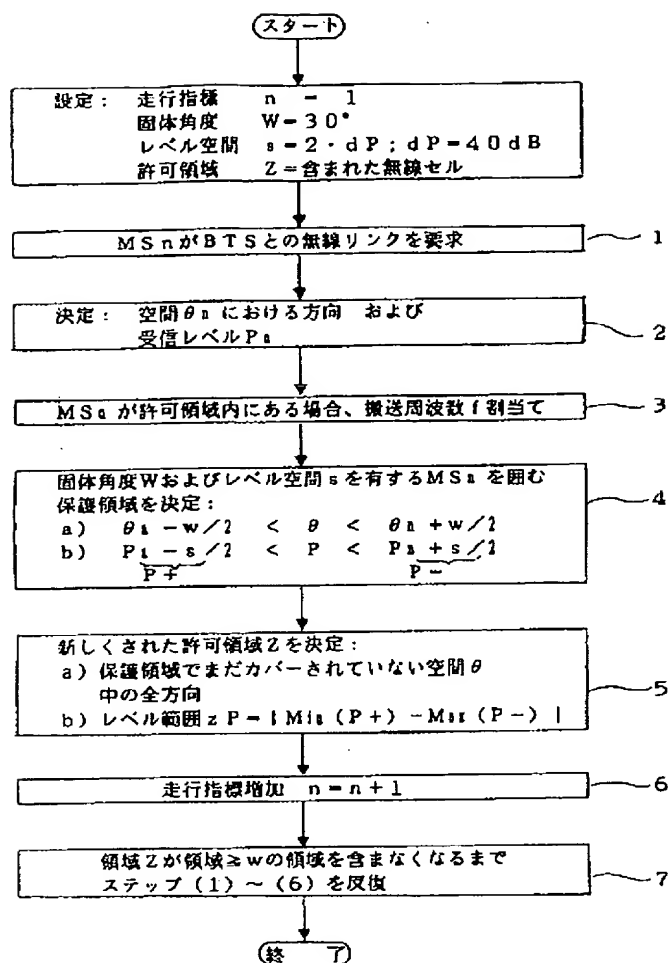 スタート
設定: 走行指標 n = 1
固体角度 W=30°
レベル空間 s=2・dP;dP=40dB
許可領域 Z=含まれた無線セル
MSnがBTSとの無線リンクを要求
1
決定: 空間θnにおける方向 および
受信レベルPn
2
MSnが許可領域内にある場合、搬送周波数f割当て
3
固体角度Wおよびレベル空間sを有するMSnを囲む
保護領域を決定:
a) θn-w/2 < θ < θn+w/2
b) Pn-s/2 < P < Pn+s/2
P+ P-
4
新しくされた許可領域Zを決定:
a)保護領域でまだカバーされていない空間θ
中の全方向
b)レベル範囲zP=|Min(P+)-Max(P-)|
5
走行指標増加 n=n+1
6
領域Zが領域≥wの領域を含まなくなるまで
ステップ(1)~(6)を反復
7
終 了